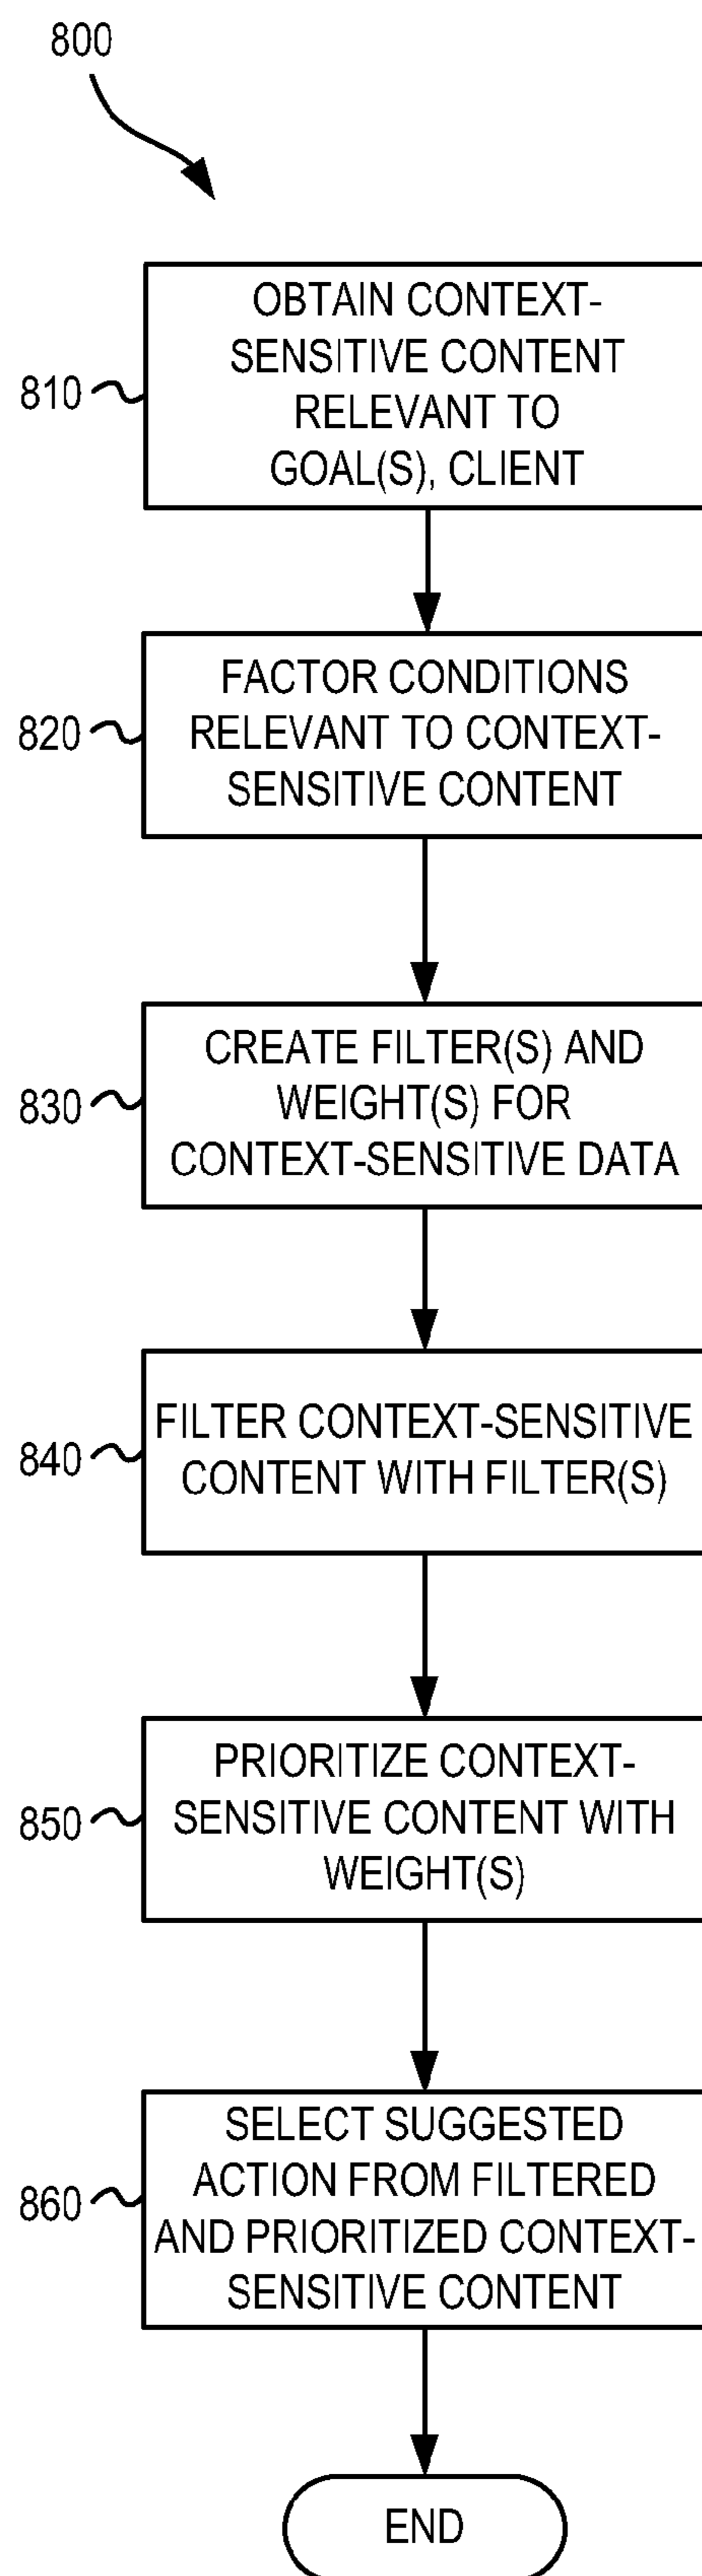 800
OBTAIN CONTEXT-
SENSITIVE CONTENT
RELEVANT TO
GOAL(S), CLIENT
810
FACTOR CONDITIONS
RELEVANT TO CONTEXT-
SENSITIVE CONTENT
820
CREATE FILTER(S) AND
WEIGHT(S) FOR
CONTEXT-SENSITIVE DATA
830
FILTER CONTEXT-SENSITIVE
CONTENT WITH FILTER(S)
840
PRIORITIZE CONTEXT-
SENSITIVE CONTENT WITH
WEIGHT(S)
850
SELECT SUGGESTED
ACTION FROM FILTERED
AND PRIORITIZED CONTEXT-
SENSITIVE CONTENT
860
END